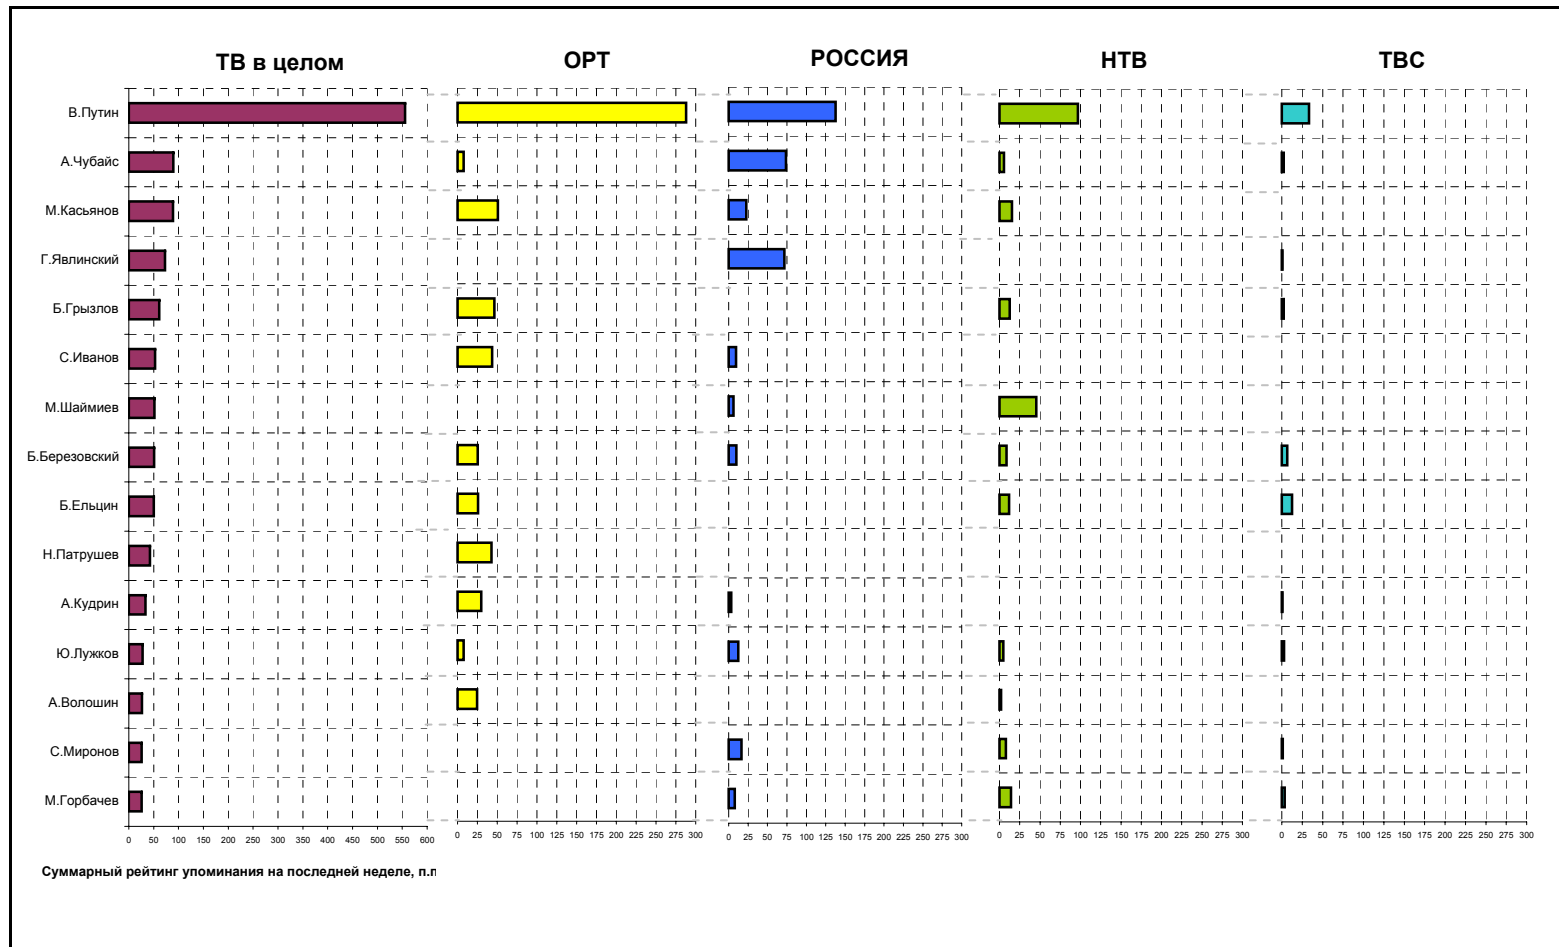 ТВ в целом ОРТ РОССИЯ НТВ ТВС
В.Путин
А.Чубайс
М.Касьянов
Г.Явлинский
Б.Грызлов
С.Иванов
М.Шаймиев
Б.Березовский
Б.Ельцин
Н.Патрушев
А.Кудрин
Ю.Лужков
А.Волошин
С.Миронов
М.Горбачев
0 50 100 150 200 250 300 350 400 450 500 550 600 0 25 50 75 100 125 150 175 200 225 250 275 300 0 25 50 75 100 125 150 175 200 225 250 275 300 0 25 50 75 100 125 150 175 200 225 250 275 300 0 25 50 75 100 125 150 175 200 225 250 275 300
Суммарный рейтинг упоминания на последней неделе, п.п